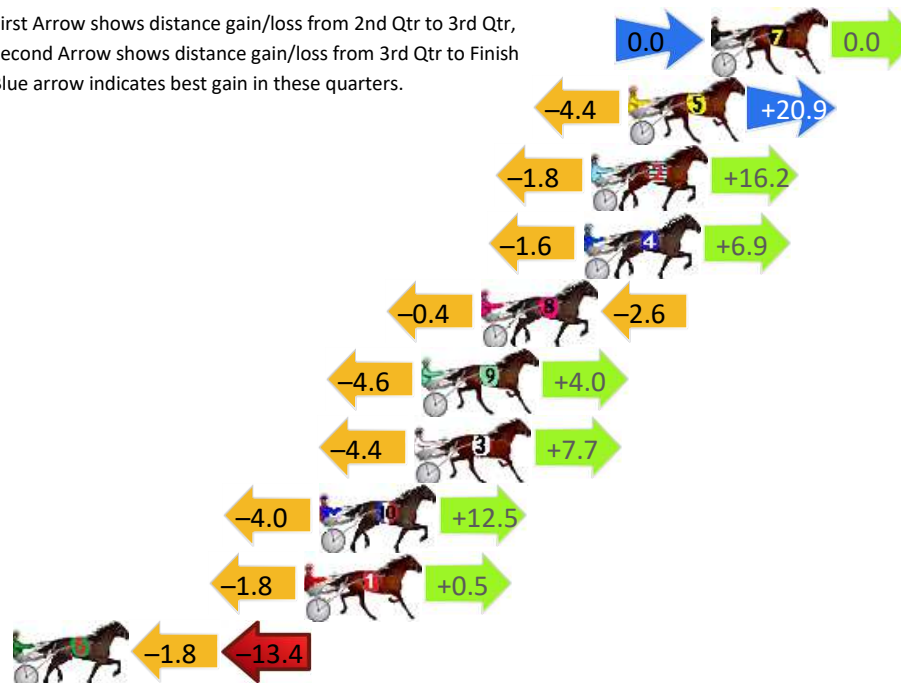 irst Arrow shows distance gain/loss from 2nd Qtr to 3rd Qtr,
econd Arrow shows distance gain/loss from 3rd Qtr to Finish
Blue arrow indicates best gain in these quarters.
0.0 7 0.0
−4.4 5 +20.9
−1.8 2 +16.2
−1.6 4 +6.9
−0.4 8 −2.6
−4.6 9 +4.0
−4.4 3 +7.7
−4.0 10 +12.5
−1.8 1 +0.5
6 −1.8 −13.4